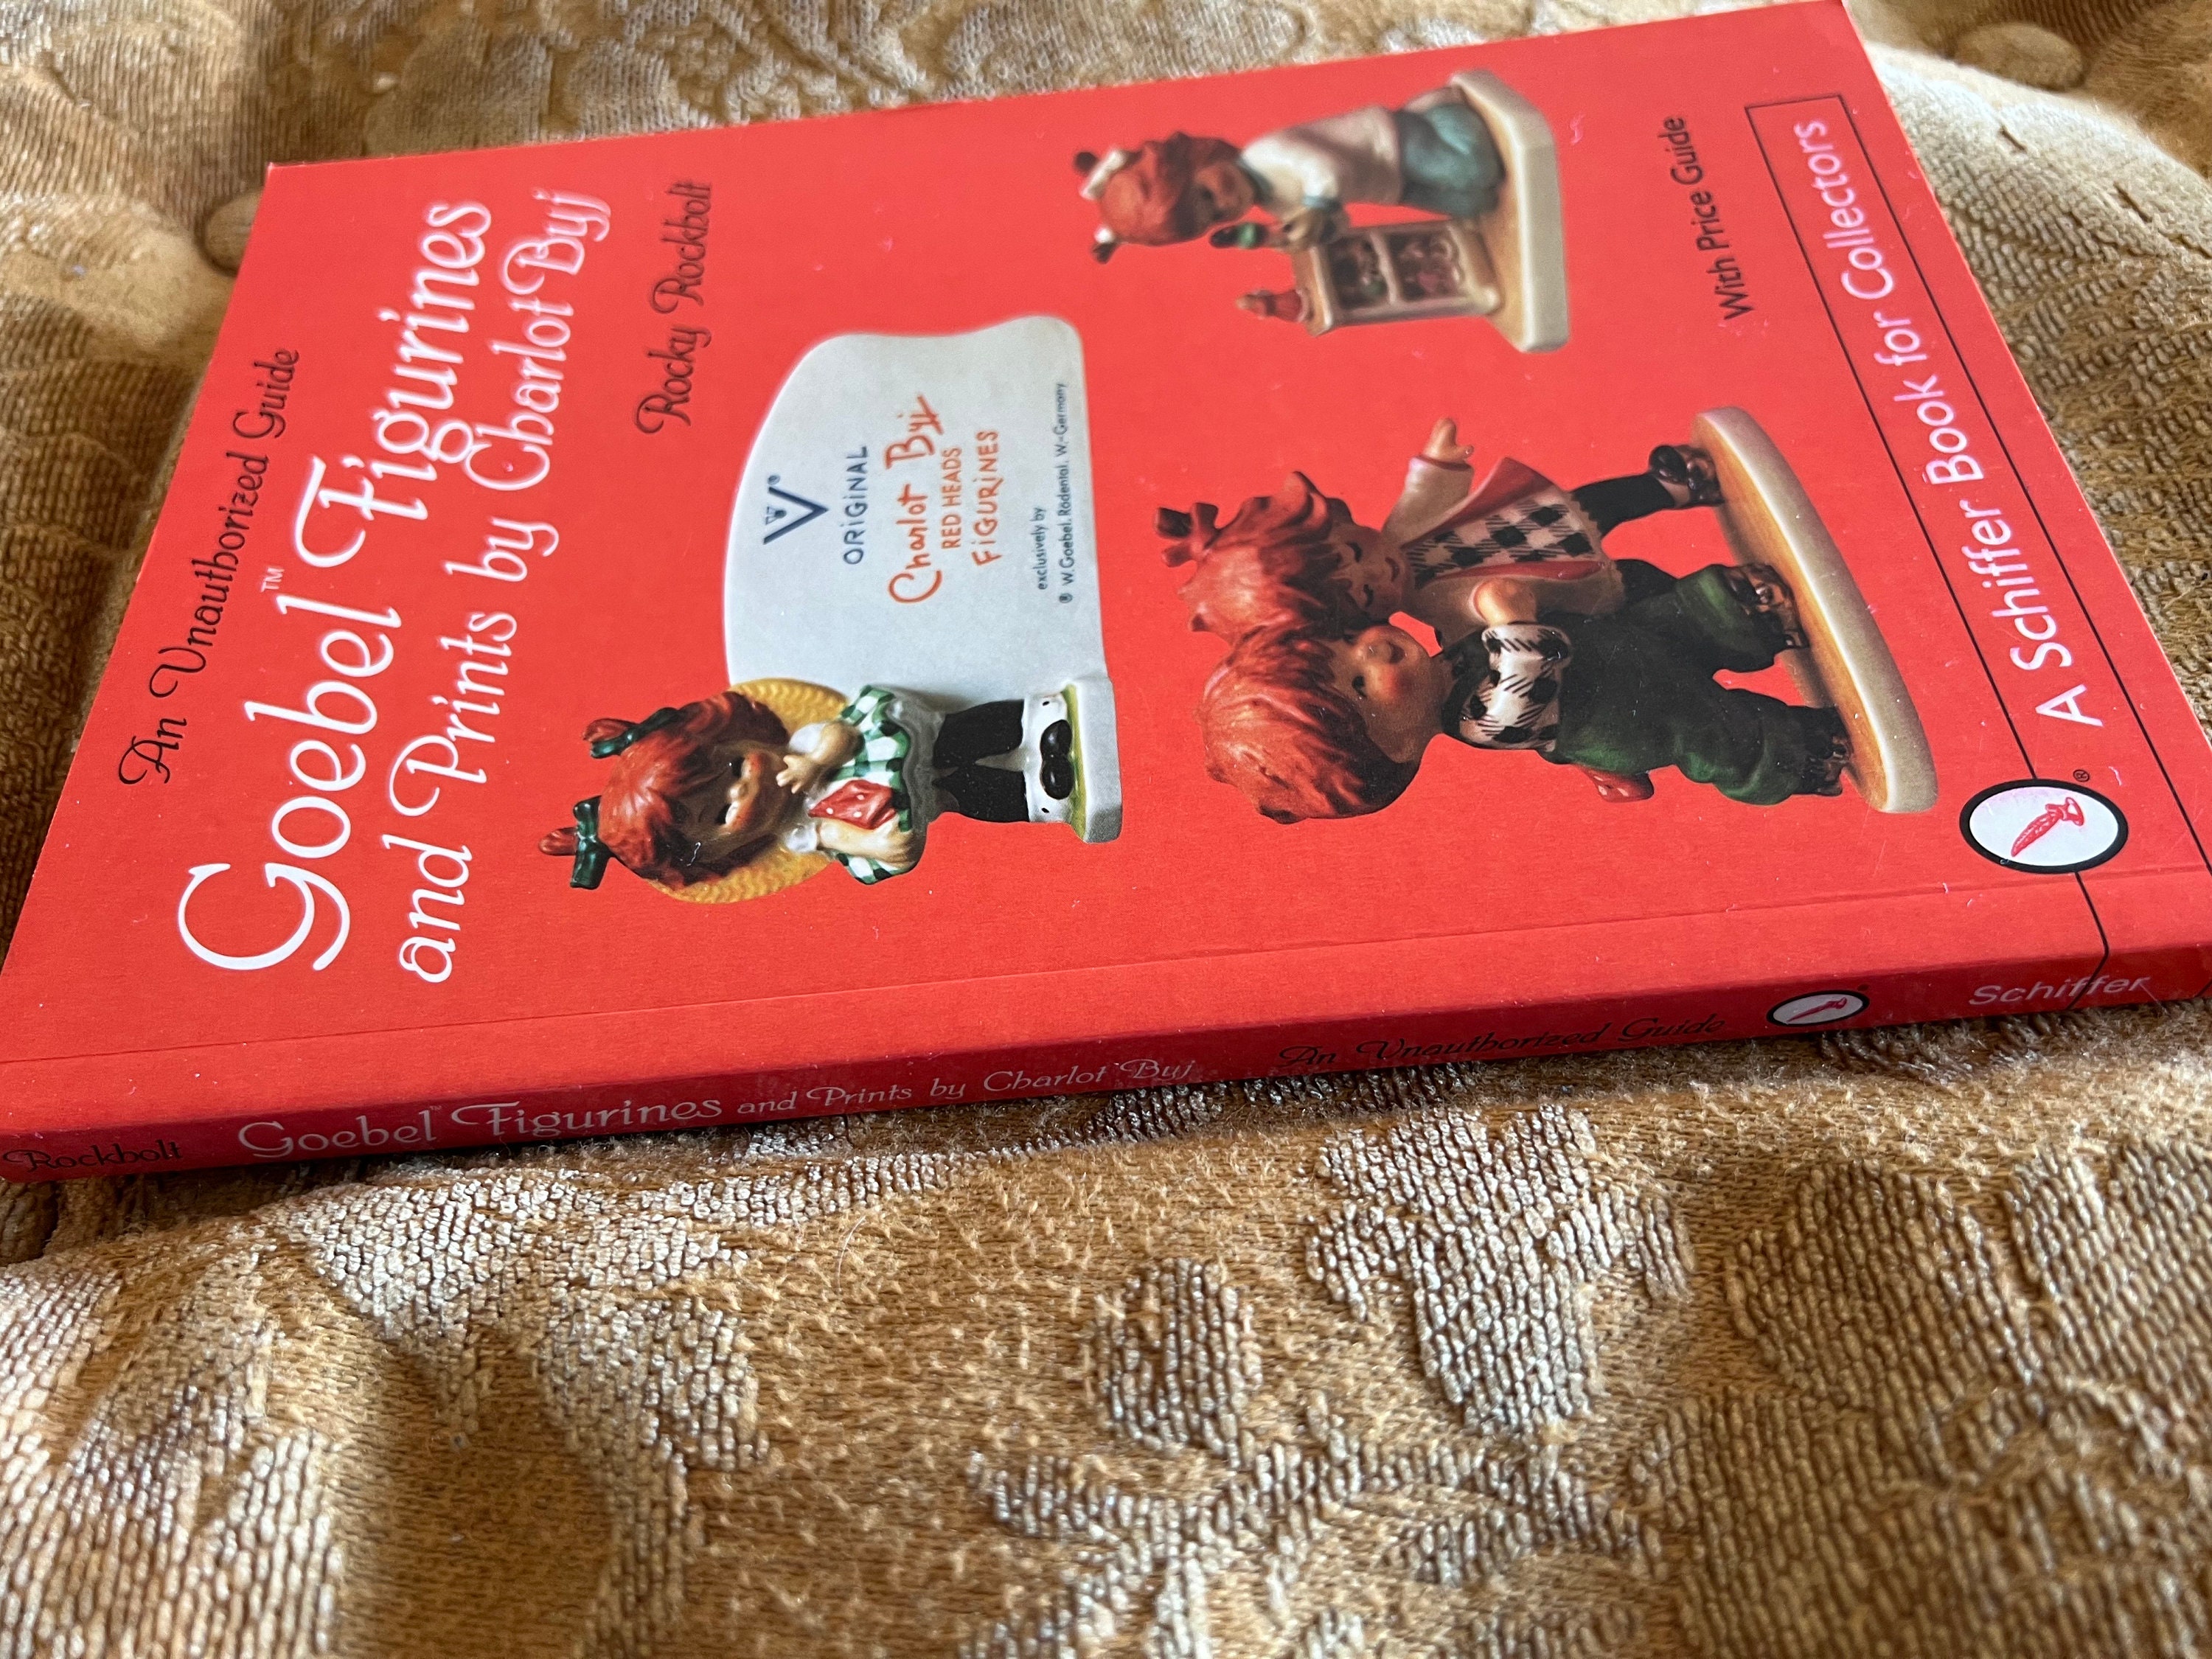 An Unauthorized Guide
Goebel™ Figurines
and Prints by Charlot Byj
Rocky Rockbolt
V®
ORIGINAL
Charlot Byj
RED HEADS
FIGURINES
exclusively by
® W. Goebel, Rödental, W.-Germany
With Price Guide
® A Schiffer Book for Collectors
Rockbolt Goebel™ Figurines and Prints by Charlot Byj An Unauthorized Guide ® Schiffer